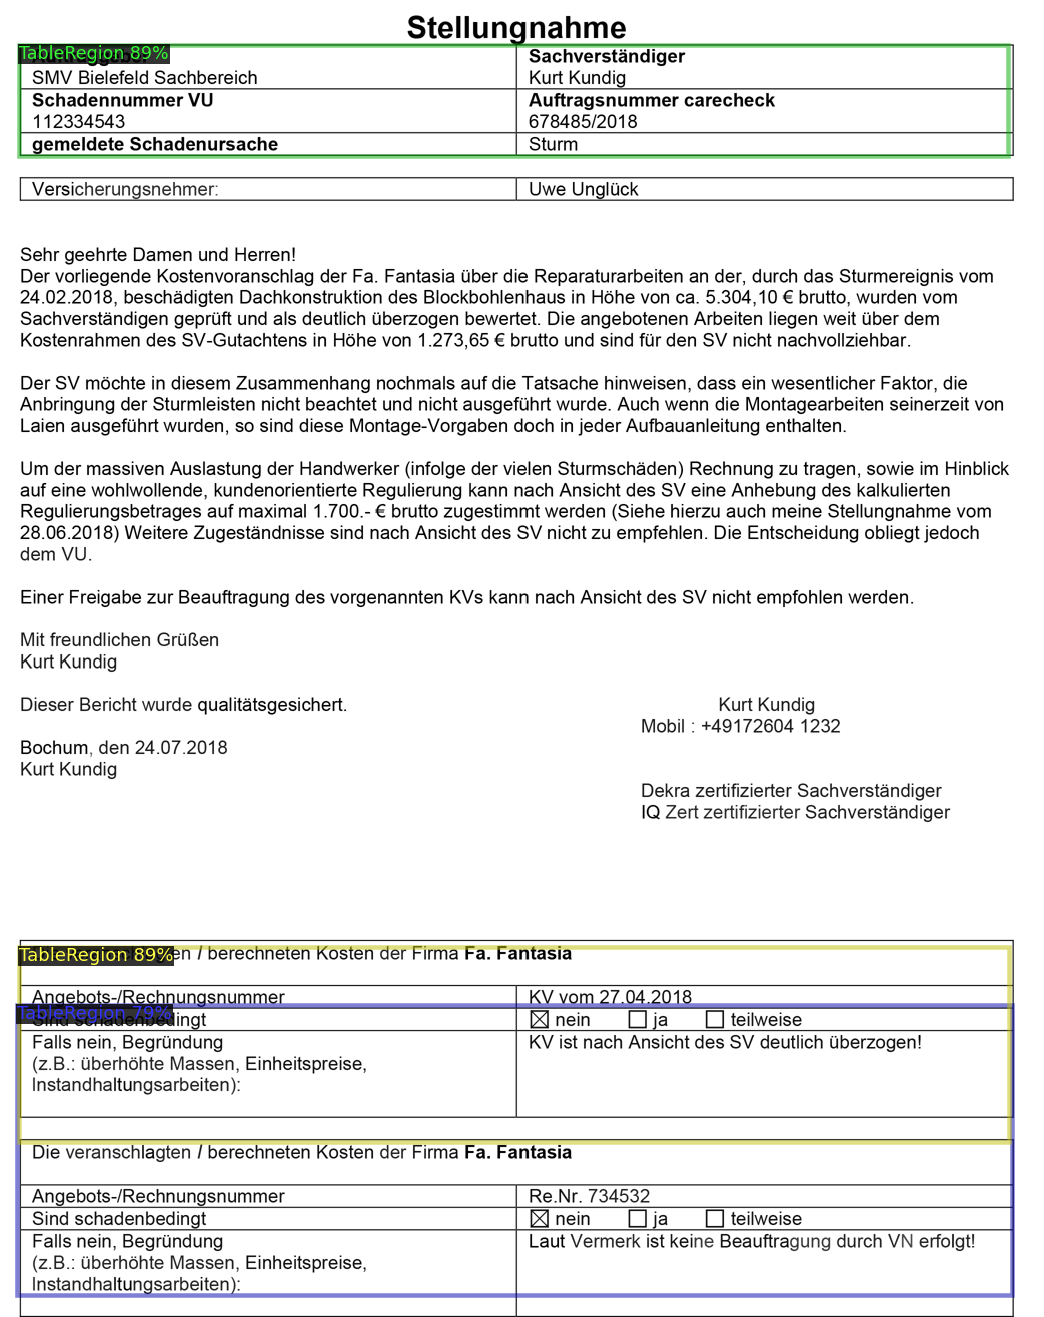 Stellungnahme
TableRegion 89%
Sachverständiger
SMV Bielefeld Sachbereich
Kurt Kundig
Schadennummer VU
Auftragsnummer carecheck
112334543
678485/2018
gemeldete Schadenursache
Sturm
Versicherungsnehmer:
Uwe Unglück
Sehr geehrte Damen und Herren!
Der vorliegende Kostenvoranschlag der Fa. Fantasia über die Reparaturarbeiten an der, durch das Sturmereignis vom
24.02.2018, beschädigten Dachkonstruktion des Blockbohlenhaus in Höhe von ca. 5.304,10 € brutto, wurden vom
Sachverständigen geprüft und als deutlich überzogen bewertet. Die angebotenen Arbeiten liegen weit über dem
Kostenrahmen des SV-Gutachtens in Höhe von 1.273,65 € brutto und sind für den SV nicht nachvollziehbar.
Der SV möchte in diesem Zusammenhang nochmals auf die Tatsache hinweisen, dass ein wesentlicher Faktor, die
Anbringung der Sturmleisten nicht beachtet und nicht ausgeführt wurde. Auch wenn die Montagearbeiten seinerzeit von
Laien ausgeführt wurden, so sind diese Montage-Vorgaben doch in jeder Aufbauanleitung enthalten.
Um der massiven Auslastung der Handwerker (infolge der vielen Sturmschäden) Rechnung zu tragen, sowie im Hinblick
auf eine wohlwollende, kundenorientierte Regulierung kann nach Ansicht des SV eine Anhebung des kalkulierten
Regulierungsbetrages auf maximal 1.700.- € brutto zugestimmt werden (Siehe hierzu auch meine Stellungnahme vom
28.06.2018) Weitere Zugeständnisse sind nach Ansicht des SV nicht zu empfehlen. Die Entscheidung obliegt jedoch
dem VU.
Einer Freigabe zur Beauftragung des vorgenannten KVs kann nach Ansicht des SV nicht empfohlen werden.
Mit freundlichen Grüßen
Kurt Kundig
Dieser Bericht wurde qualitätsgesichert.
Kurt Kundig
Mobil : +49172604 1232
Bochum, den 24.07.2018
Kurt Kundig
Dekra zertifizierter Sachverständiger
IQ Zert zertifizierter Sachverständiger
TableRegion 89%
/ berechneten Kosten der Firma Fa. Fantasia
Angebots-/Rechnungsnummer
KV vom 27.04.2018
TableRegion 79%
Sind schadenbedingt
nein ja teilweise
Falls nein, Begründung
KV ist nach Ansicht des SV deutlich überzogen!
(z.B.: überhöhte Massen, Einheitspreise,
Instandhaltungsarbeiten):
Die veranschlagten / berechneten Kosten der Firma Fa. Fantasia
Angebots-/Rechnungsnummer
Re.Nr. 734532
Sind schadenbedingt
nein ja teilweise
Falls nein, Begründung
Laut Vermerk ist keine Beauftragung durch VN erfolgt!
(z.B.: überhöhte Massen, Einheitspreise,
Instandhaltungsarbeiten):